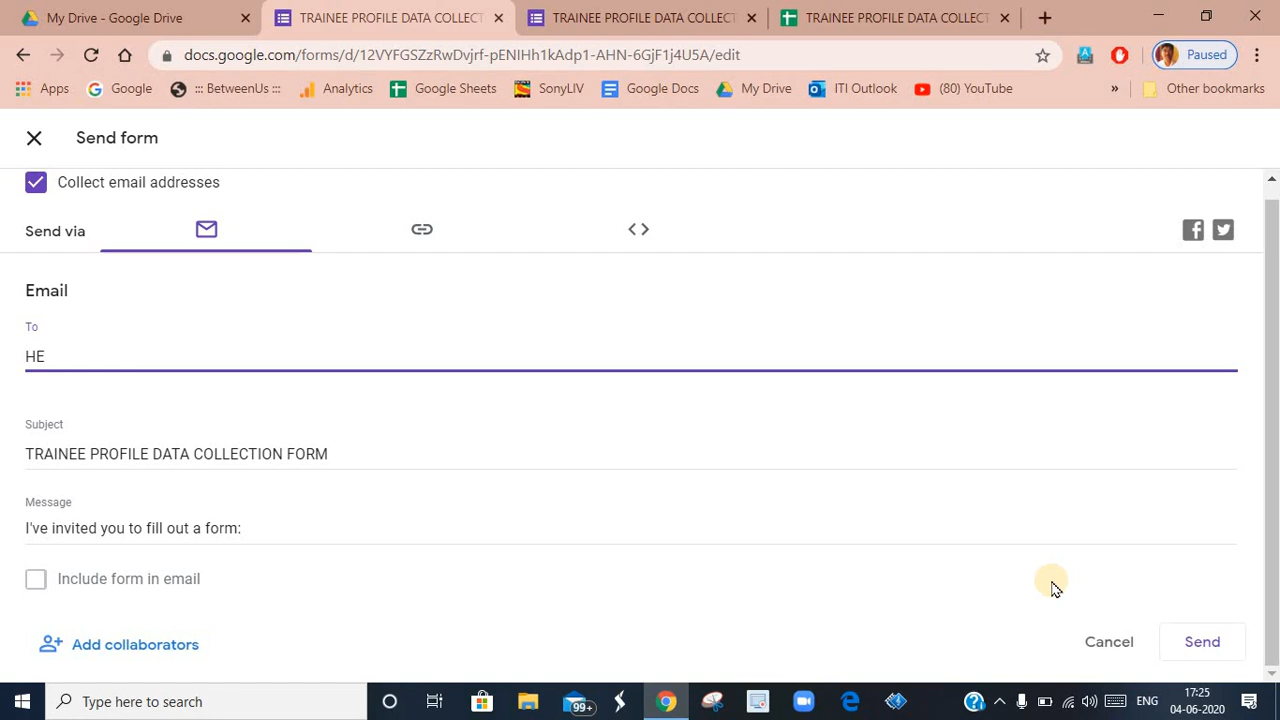 My Drive - Google Drive
TRAINEE PROFILE DATA COLLECT
TRAINEE PROFILE DATA COLLECT
TRAINEE PROFILE DATA COLLECT
docs.google.com/forms/d/12VYFGSZzRwDvjrf-pENIHh1kAdp1-AHN-6GjF1j4U5A/edit
Paused
Apps
Google
::: BetweenUs :::
Analytics
Google Sheets
SonyLIV
Google Docs
My Drive
ITI Outlook
(80) YouTube
»
Other bookmarks
Send form
Collect email addresses
Send via
Email
To
HE
Subject
TRAINEE PROFILE DATA COLLECTION FORM
Message
I've invited you to fill out a form:
Include form in email
Add collaborators
Cancel
Send
Type here to search
99+
ENG
17:25
04-06-2020